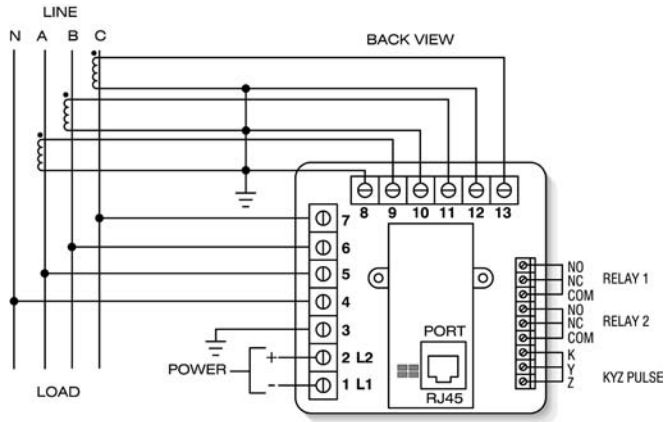 LINE
N A B C
BACK VIEW
8 9 10 11 12 13
7
6
5
4
3
2 L2
1 L1
POWER
+
-
LOAD
PORT
RJ45
NO
NC
COM
RELAY 1
NO
NC
COM
RELAY 2
K
Y
Z
KYZ PULSE